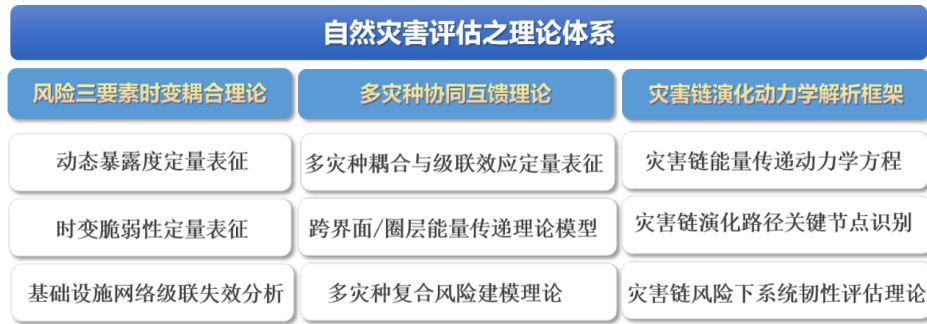 自然灾害评估之理论体系
风险三要素时变耦合理论
多灾种协同互馈理论
灾害链演化动力学解析框架
动态暴露度定量表征
多灾种耦合与级联效应定量表征
灾害链能量传递动力学方程
时变脆弱性定量表征
跨界面/圈层能量传递理论模型
灾害链演化路径关键节点识别
基础设施网络级联失效分析
多灾种复合风险建模理论
灾害链风险下系统韧性评估理论